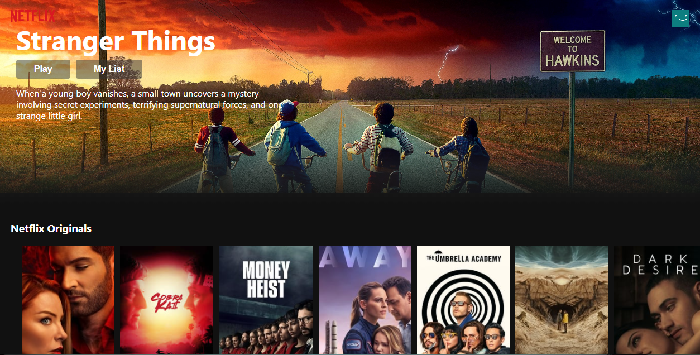 NETFLIX
Stranger Things
Play
My List
When a young boy vanishes, a small town uncovers a mystery
involving secret experiments, terrifying supernatural forces, and one
strange little girl.
WELCOME
TO
HAWKINS
Netflix Originals
COBRA
KAI
MONEY
HEIST
AWAY
THE UMBRELLA ACADEMY
DARK
DESIRE